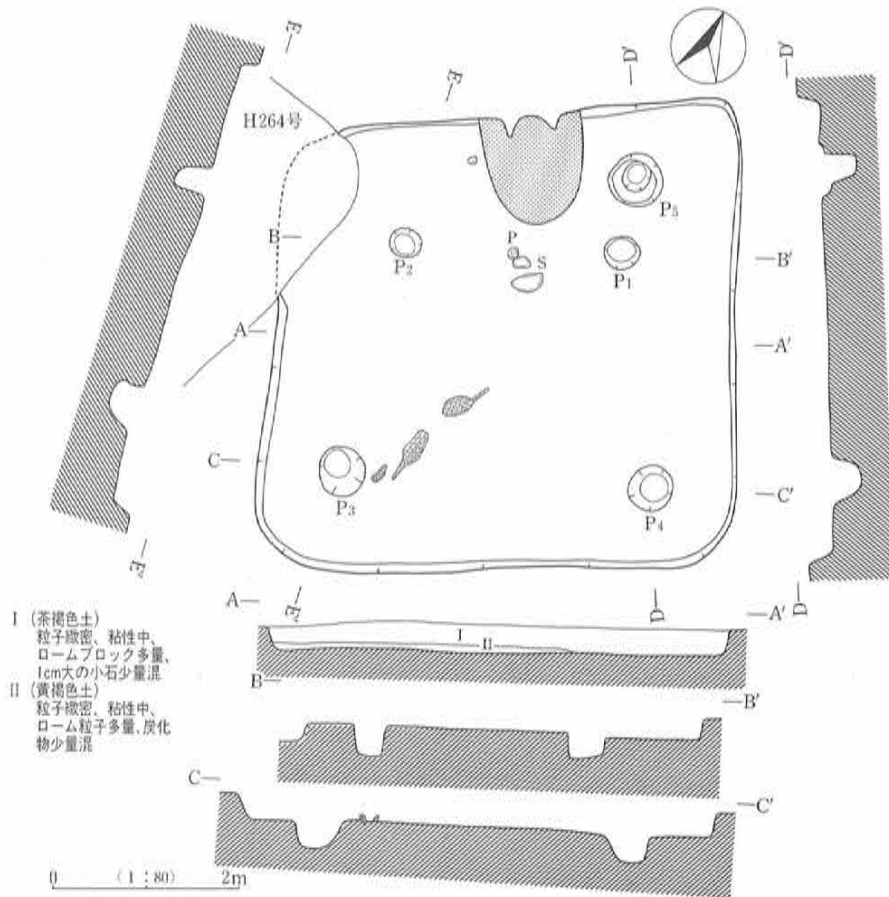 E
D′
D′
E
H264号
P5
B
P2
P
S
P1
B′
A
A′
C
P3
P4
C′
E′
E′
D
D
A
A′
I
II
I (茶褐色土)
粒子緻密、粘性中、
ロームブロック多量、
1cm大の小石少量混
II (黄褐色土)
粒子緻密、粘性中、
ローム粒子多量、炭化
物少量混
B
B′
C
C′
0 (1：80) 2m